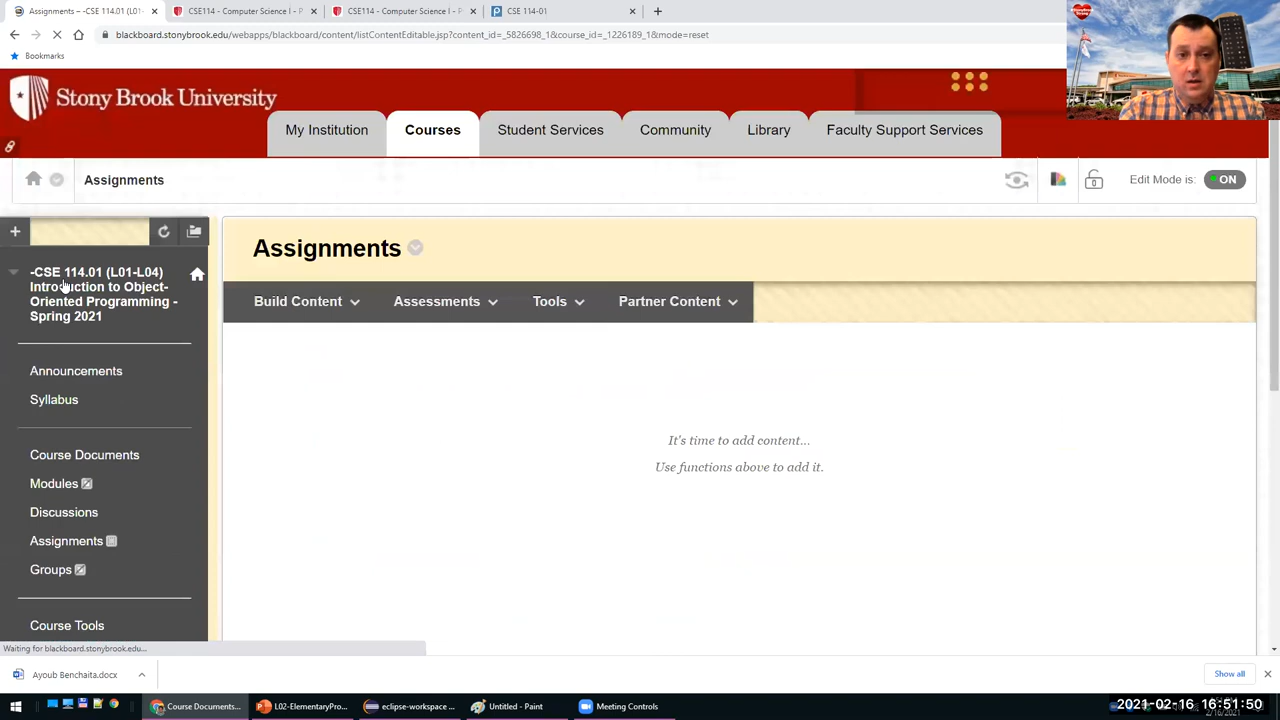 Assignments – -CSE 114.01 (L01-
CSE114 - Computer Science I - P
CSE114 - Computer Science I - P
CSE 114-01
blackboard.stonybrook.edu/webapps/blackboard/content/listContentEditable.jsp?content_id=_5826698_1&course_id=_1226189_1&mode=reset
Bookmarks
Stony Brook University
My Institution
Courses
Student Services
Community
Library
Faculty Support Services
Assignments
Edit Mode is: ON
-CSE 114.01 (L01-L04)
Introduction to Object-
Oriented Programming -
Spring 2021
Announcements
Syllabus
Course Documents
Modules
Discussions
Assignments
Groups
Course Tools
Assignments
Build Content
Assessments
Tools
Partner Content
It's time to add content...
Use functions above to add it.
Waiting for blackboard.stonybrook.edu...
Ayoub Benchaita.docx
Show all
Course Documents...
L02-ElementaryPro...
eclipse-workspace ...
Untitled - Paint
Meeting Controls
2021-02-16 16:51:50